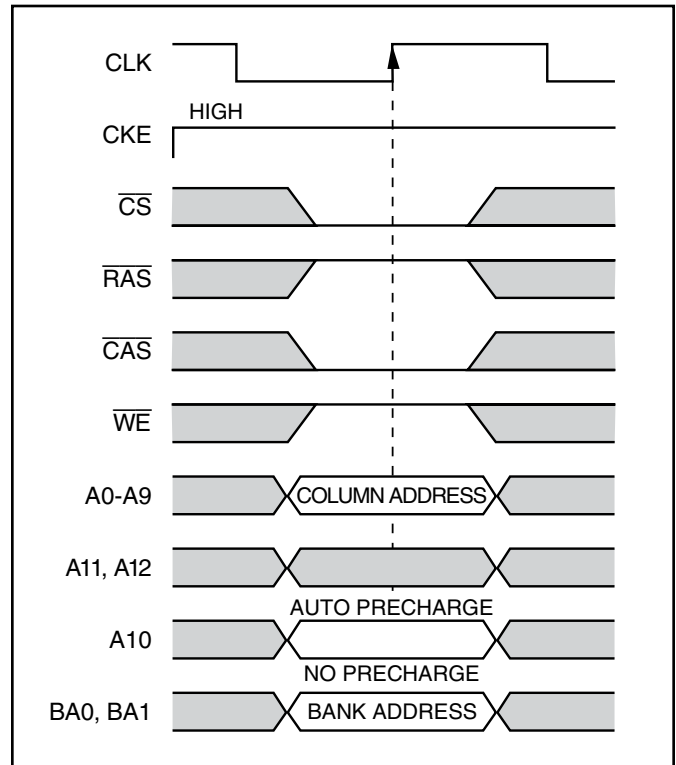 CLK
HIGH
CKE
CS
RAS
CAS
WE
A0-A9 COLUMN ADDRESS
A11, A12
AUTO PRECHARGE
A10
NO PRECHARGE
BA0, BA1 BANK ADDRESS